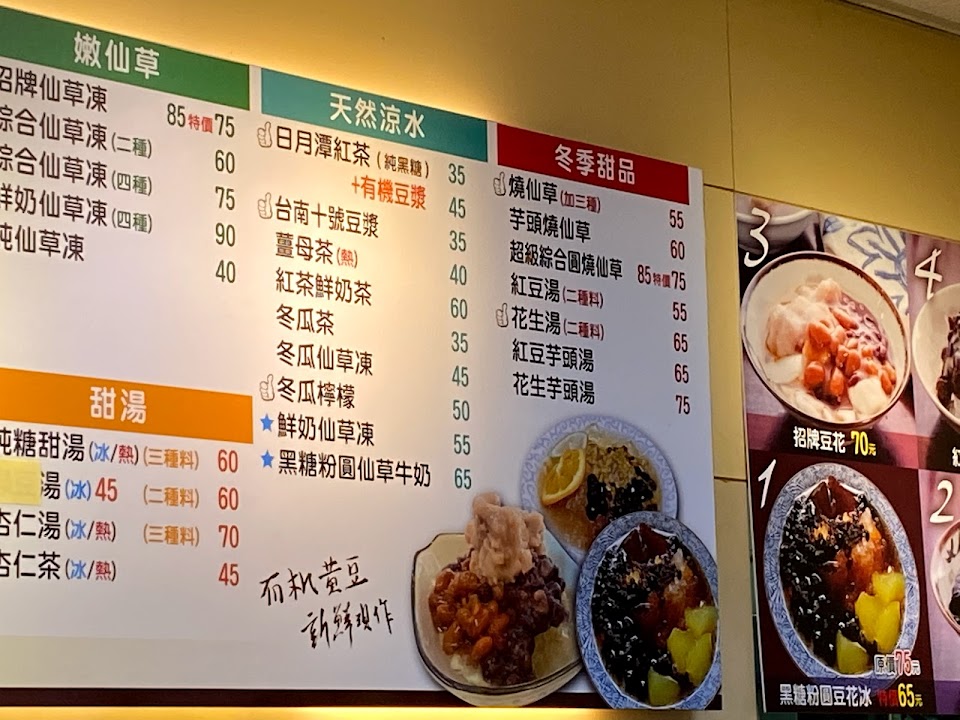 嫩仙草
招牌仙草凍 85特價75
綜合仙草凍(二種) 60
綜合仙草凍(四種) 75
鮮奶仙草凍(四種) 90
純仙草凍 40
甜湯
純糖甜湯(冰/熱)(三種料) 60
湯(冰)45 (二種料) 60
杏仁湯(冰/熱) (三種料) 70
杏仁茶(冰/熱) 45
天然涼水
日月潭紅茶(純黑糖) 35
+有機豆漿 45
台南十號豆漿 35
薑母茶(熱) 40
紅茶鮮奶茶 60
冬瓜茶 35
冬瓜仙草凍 45
冬瓜檸檬 50
鮮奶仙草凍 55
黑糖粉圓仙草牛奶 65
有机黃豆
新鮮現作
冬季甜品
燒仙草(加三種) 55
芋頭燒仙草 60
超級綜合圓燒仙草 85特價75
紅豆湯(二種料) 55
花生湯(二種料) 65
紅豆芋頭湯 65
花生芋頭湯 75
3
招牌豆花 70元
4
紅
1
原價75元
黑糖粉圓豆花冰 特價65元
2